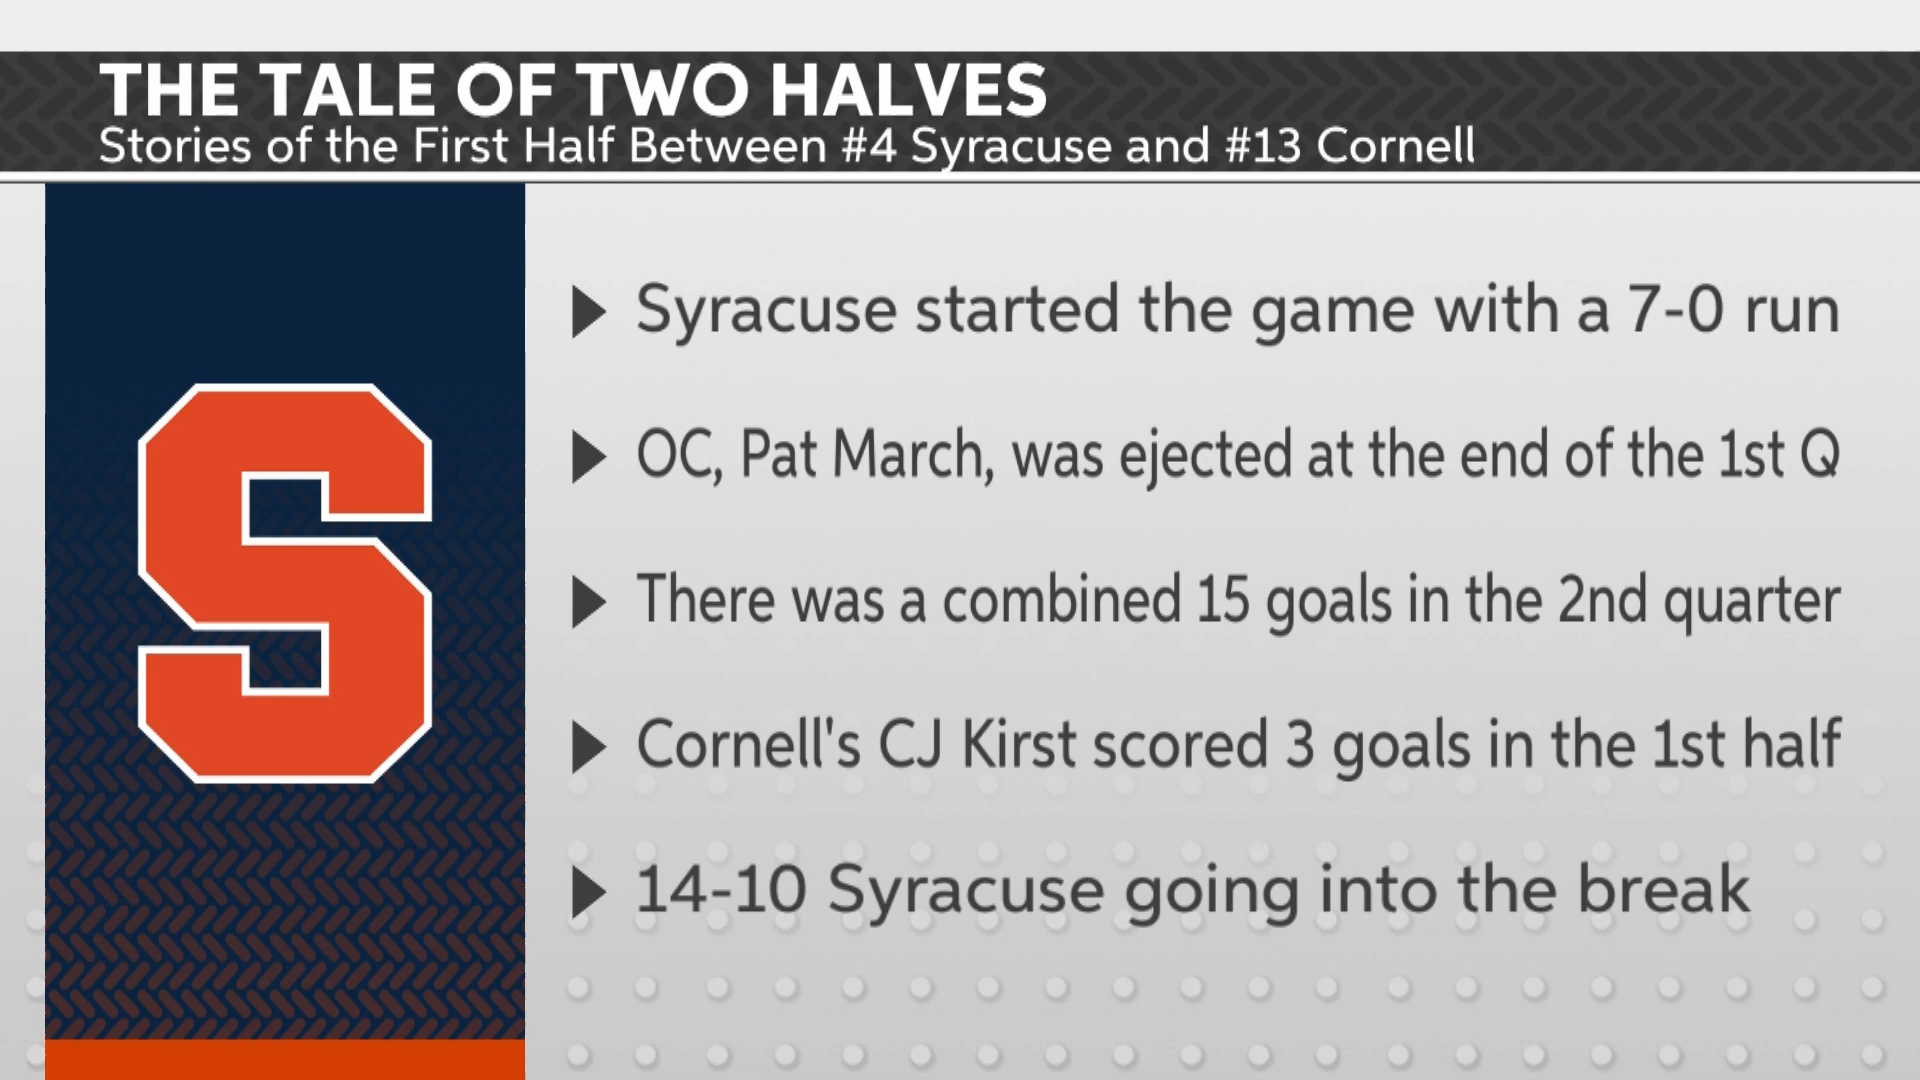 THE TALE OF TWO HALVES
Stories of the First Half Between #4 Syracuse and #13 Cornell
S
Syracuse started the game with a 7-0 run
OC, Pat March, was ejected at the end of the 1st Q
There was a combined 15 goals in the 2nd quarter
Cornell's CJ Kirst scored 3 goals in the 1st half
14-10 Syracuse going into the break